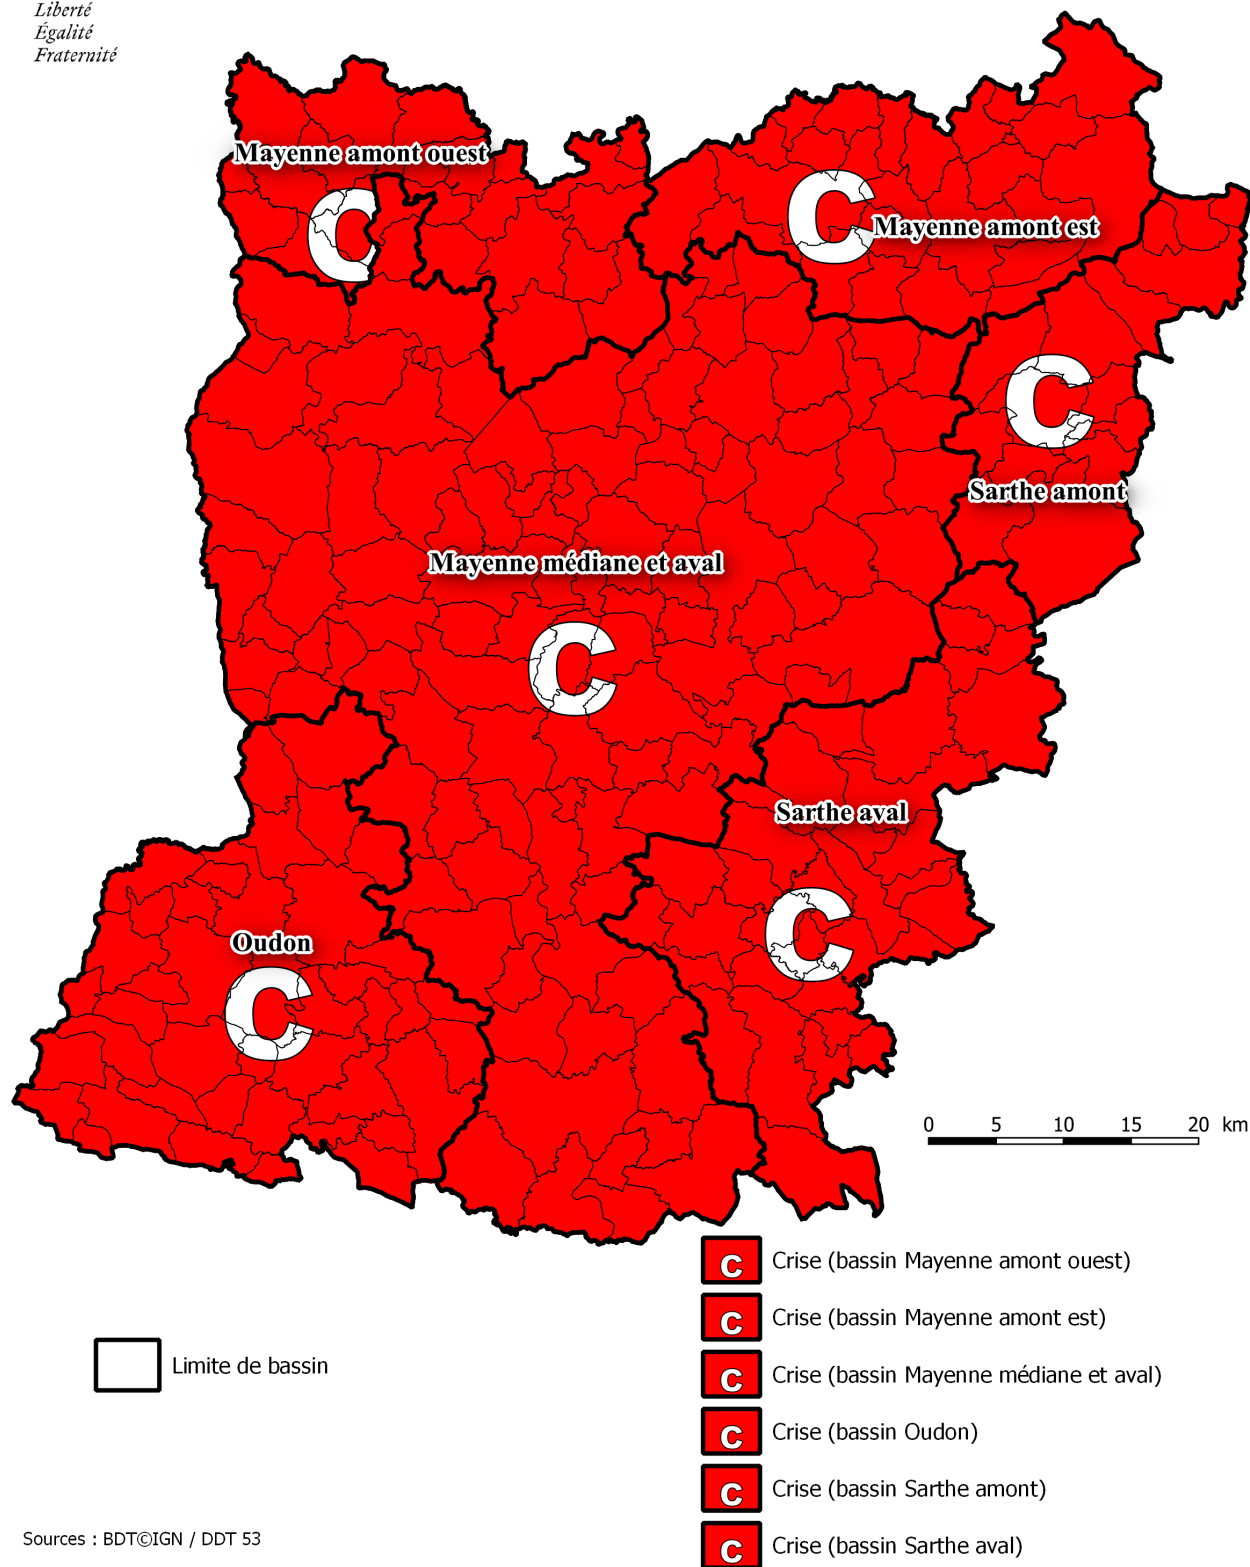 Liberté
Égalité
Fraternité
Mayenne amont ouest
C
C
Mayenne amont est
C
Sarthe amont
Mayenne médiane et aval
C
Sarthe aval
C
Oudon
C
0 5 10 15 20 km
C Crise (bassin Mayenne amont ouest)
C Crise (bassin Mayenne amont est)
C Crise (bassin Mayenne médiane et aval)
C Crise (bassin Oudon)
C Crise (bassin Sarthe amont)
C Crise (bassin Sarthe aval)
Limite de bassin
Sources : BDT©IGN / DDT 53